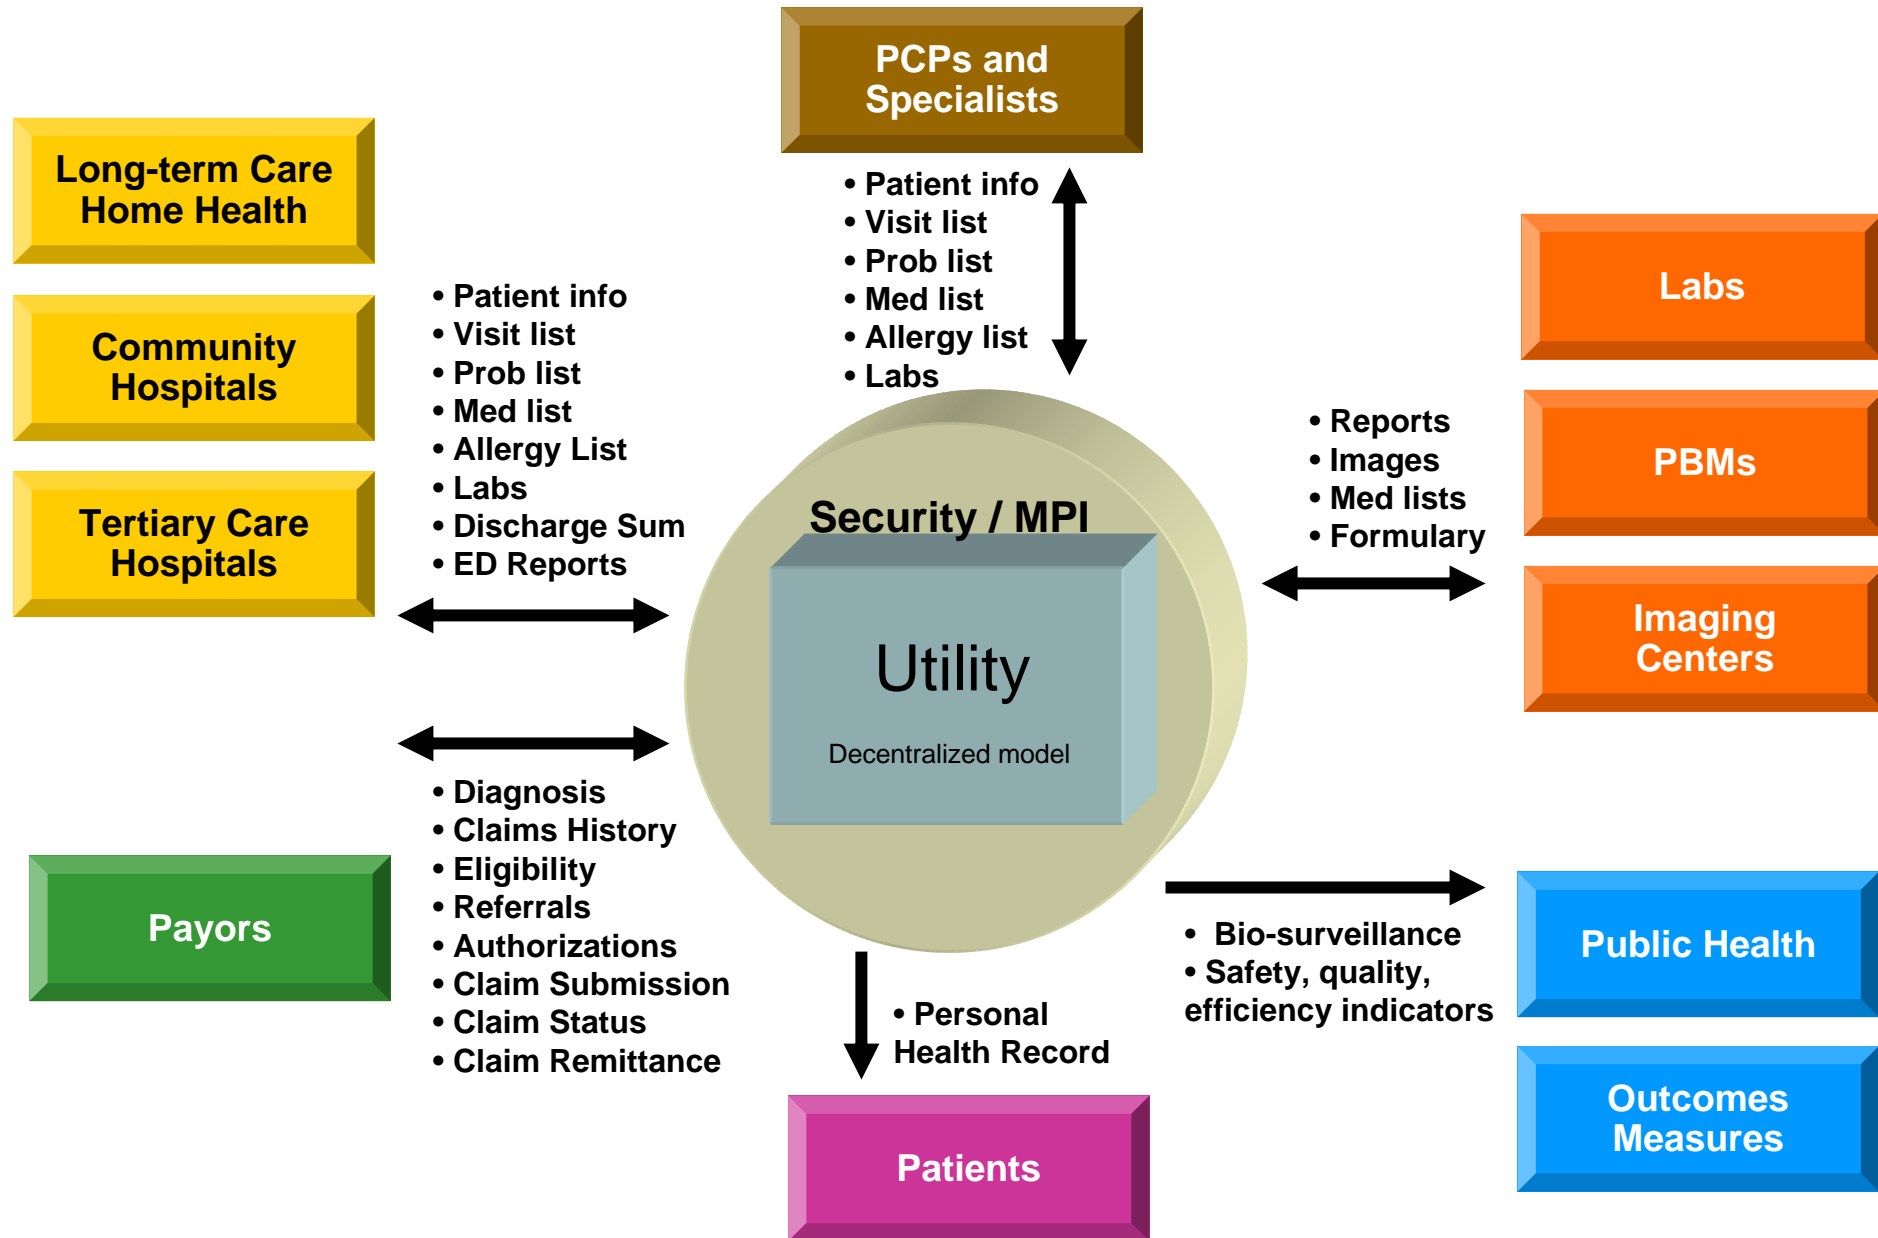 PCPs and
Specialists
Long-term Care
Home Health
Community
Hospitals
Tertiary Care
Hospitals
• Patient info
• Visit list
• Prob list
• Med list
• Allergy List
• Labs
• Discharge Sum
• ED Reports
• Patient info
• Visit list
• Prob list
• Med list
• Allergy list
• Labs
Labs
PBMs
Imaging
Centers
• Reports
• Images
• Med lists
• Formulary
Security / MPI
Utility
Decentralized model
Payors
• Diagnosis
• Claims History
• Eligibility
• Referrals
• Authorizations
• Claim Submission
• Claim Status
• Claim Remittance
• Personal
Health Record
Patients
• Bio-surveillance
• Safety, quality,
efficiency indicators
Public Health
Outcomes
Measures